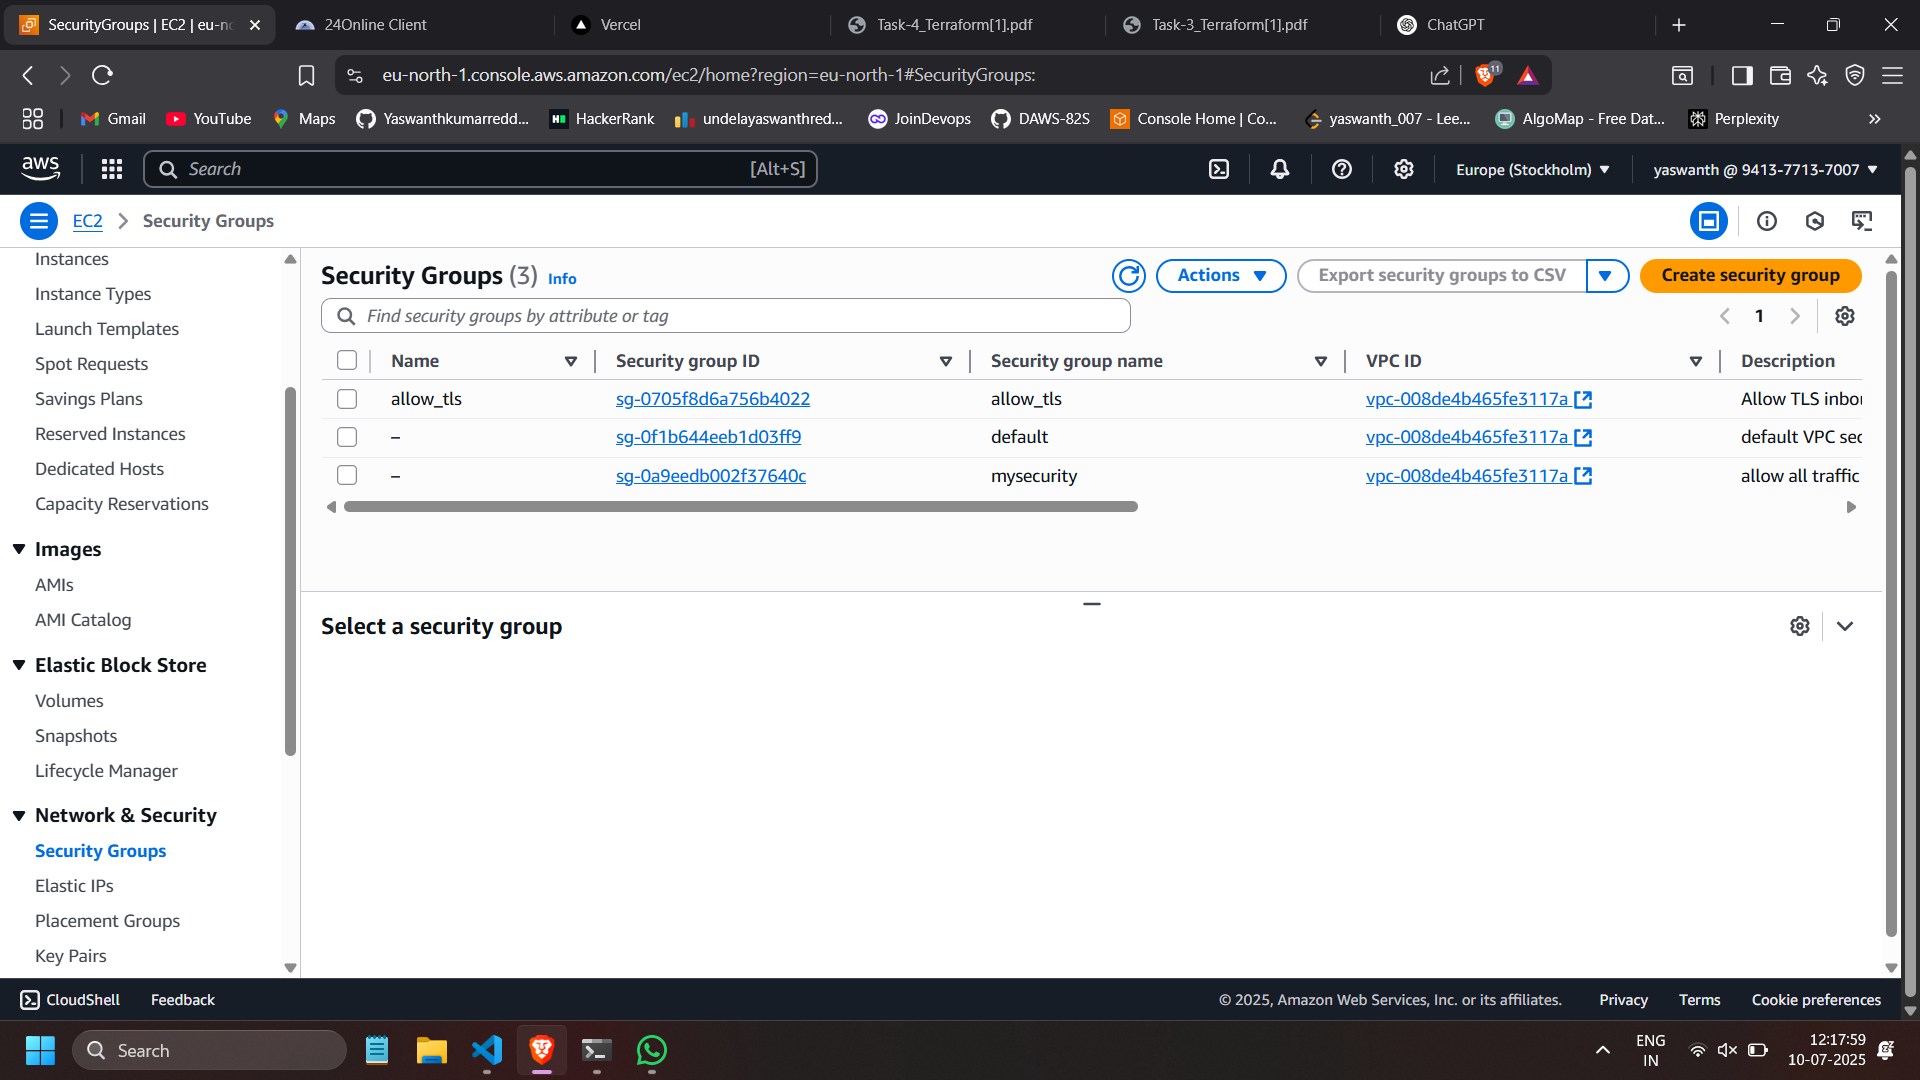 SecurityGroups | EC2 | eu-no
24Online Client
Vercel
Task-4_Terraform[1].pdf
Task-3_Terraform[1].pdf
ChatGPT
eu-north-1.console.aws.amazon.com/ec2/home?region=eu-north-1#SecurityGroups:
11
Gmail
YouTube
Maps
Yaswanthkumarredd...
HackerRank
undelayaswanthred...
JoinDevops
DAWS-82S
Console Home | Co...
yaswanth_007 - Lee...
AlgoMap - Free Dat...
Perplexity
aws
Search
[Alt+S]
Europe (Stockholm)
yaswanth @ 9413-7713-7007
EC2
Security Groups
Instances
Instance Types
Launch Templates
Spot Requests
Savings Plans
Reserved Instances
Dedicated Hosts
Capacity Reservations
Images
AMIs
AMI Catalog
Elastic Block Store
Volumes
Snapshots
Lifecycle Manager
Network & Security
Security Groups
Elastic IPs
Placement Groups
Key Pairs
Security Groups (3) Info
Actions
Export security groups to CSV
Create security group
Find security groups by attribute or tag
1
Name Security group ID Security group name VPC ID Description
allow_tls sg-0705f8d6a756b4022 allow_tls vpc-008de4b465fe3117a Allow TLS inbo
– sg-0f1b644eeb1d03ff9 default vpc-008de4b465fe3117a default VPC sec
– sg-0a9eedb002f37640c mysecurity vpc-008de4b465fe3117a allow all traffic
Select a security group
CloudShell
Feedback
© 2025, Amazon Web Services, Inc. or its affiliates.
Privacy
Terms
Cookie preferences
Search
ENG
IN
12:17:59
10-07-2025